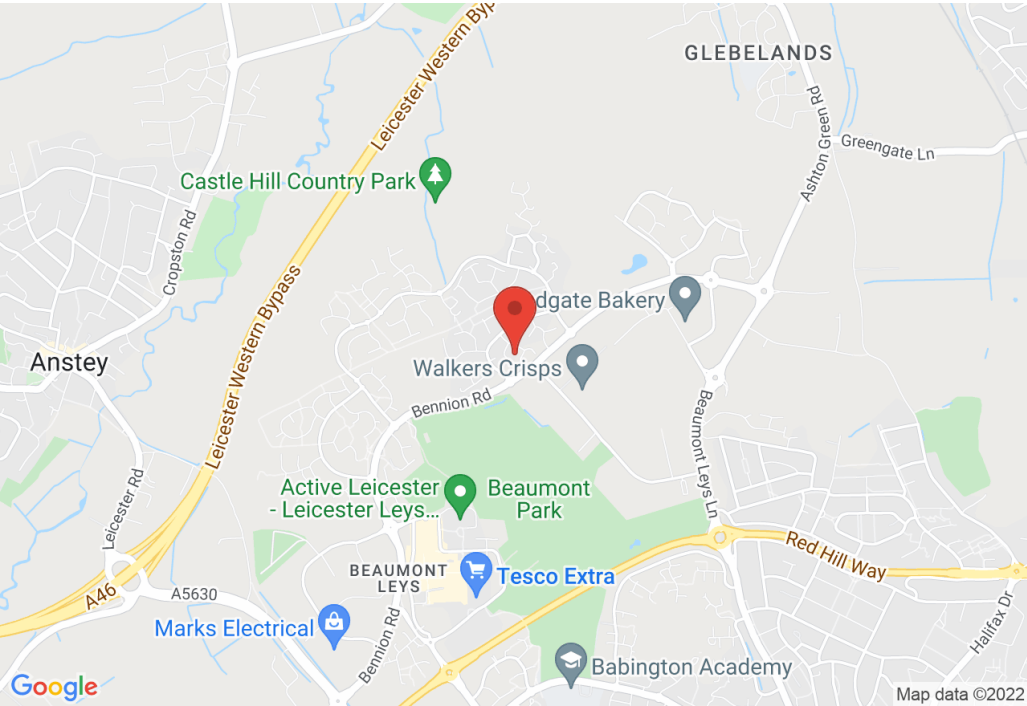 Leicester Western Byp
GLEBELANDS
Ashton Green Rd
Greengate Ln
Castle Hill Country Park
Cropston Rd
Leicester Western Bypass
dgate Bakery
Anstey
Walkers Crisps
Bennion Rd
Beaumont Leys Ln
Leicester Rd
Active Leicester
- Leicester Leys...
Beaumont
Park
Red Hill Way
BEAUMONT
LEYS
Tesco Extra
A46
A5630
Marks Electrical
Bennion Rd
Halifax Dr
Babington Academy
Google
Map data ©2022